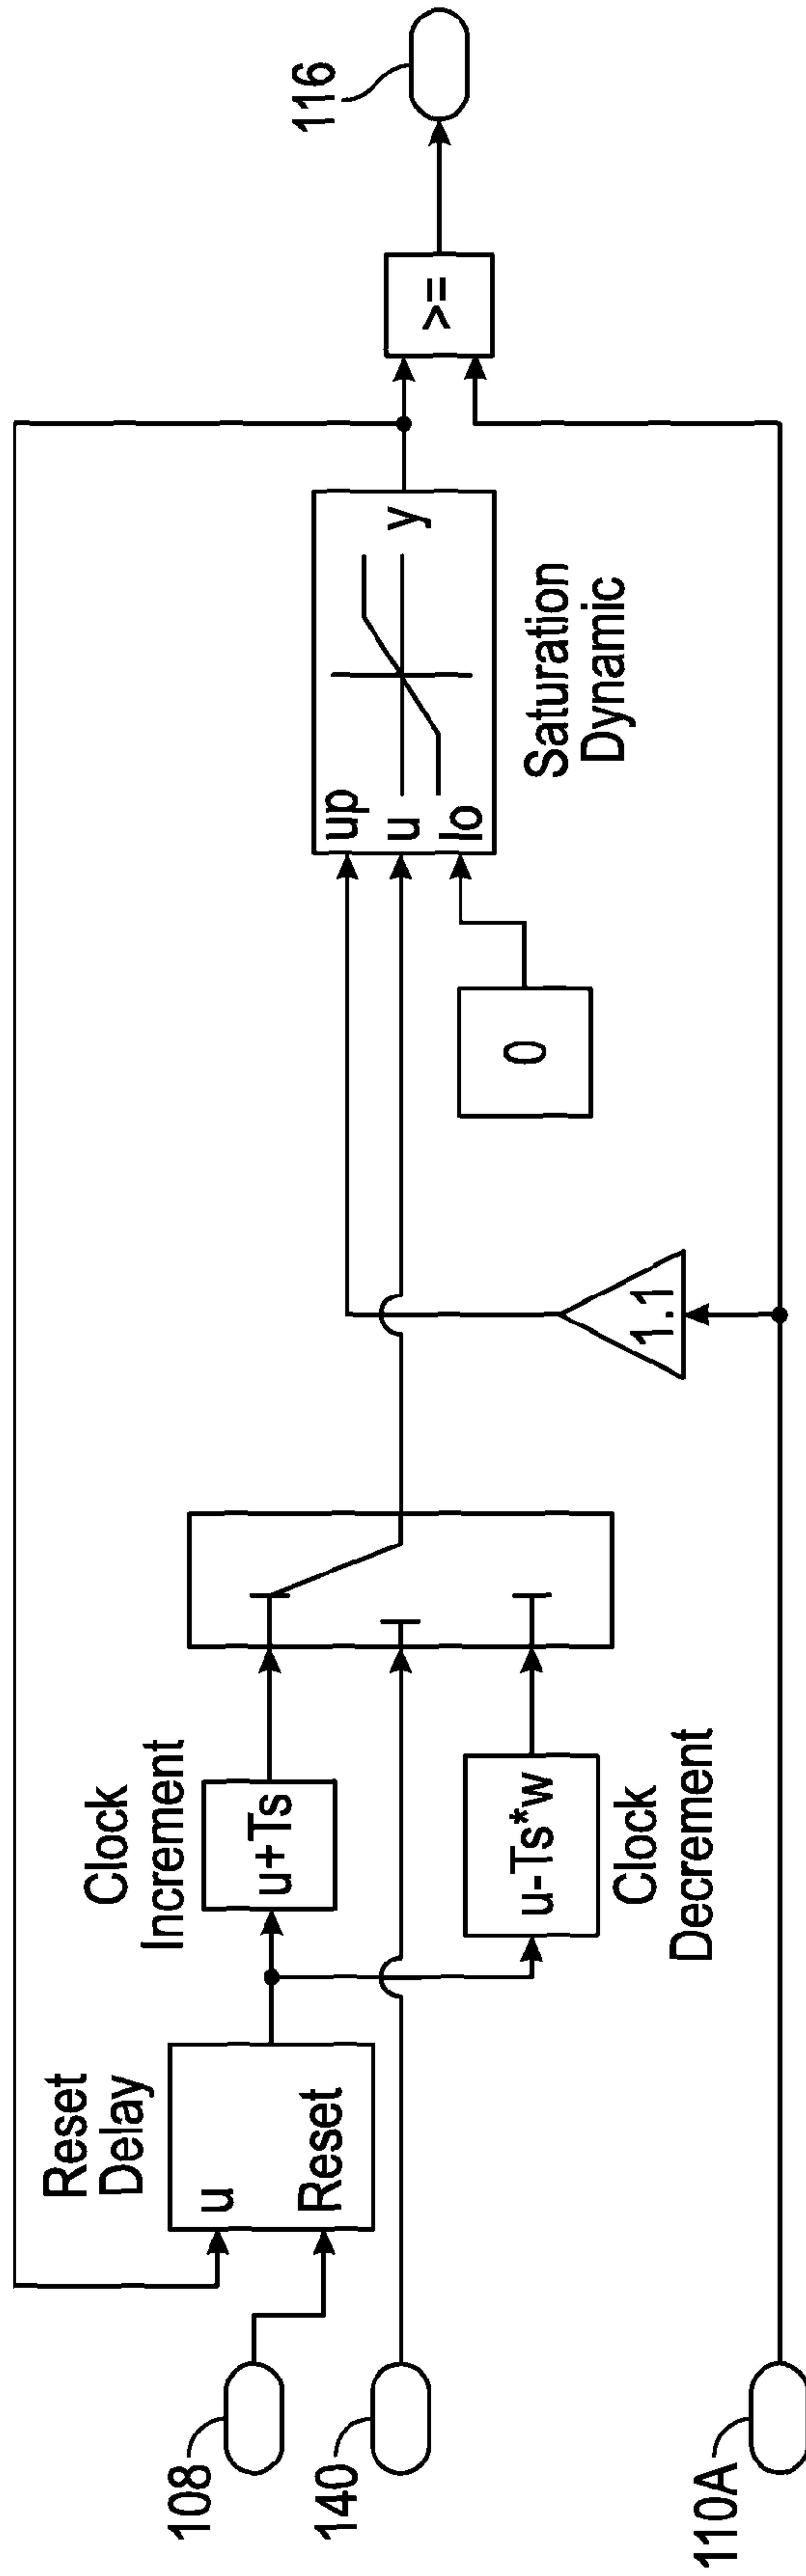 108
140
110A
Reset
Delay
u
Reset
Clock
Increment
u+Ts
u-Ts*w
Clock
Decrement
1.1
0
up
u
lo
y
Saturation
Dynamic
>=
116